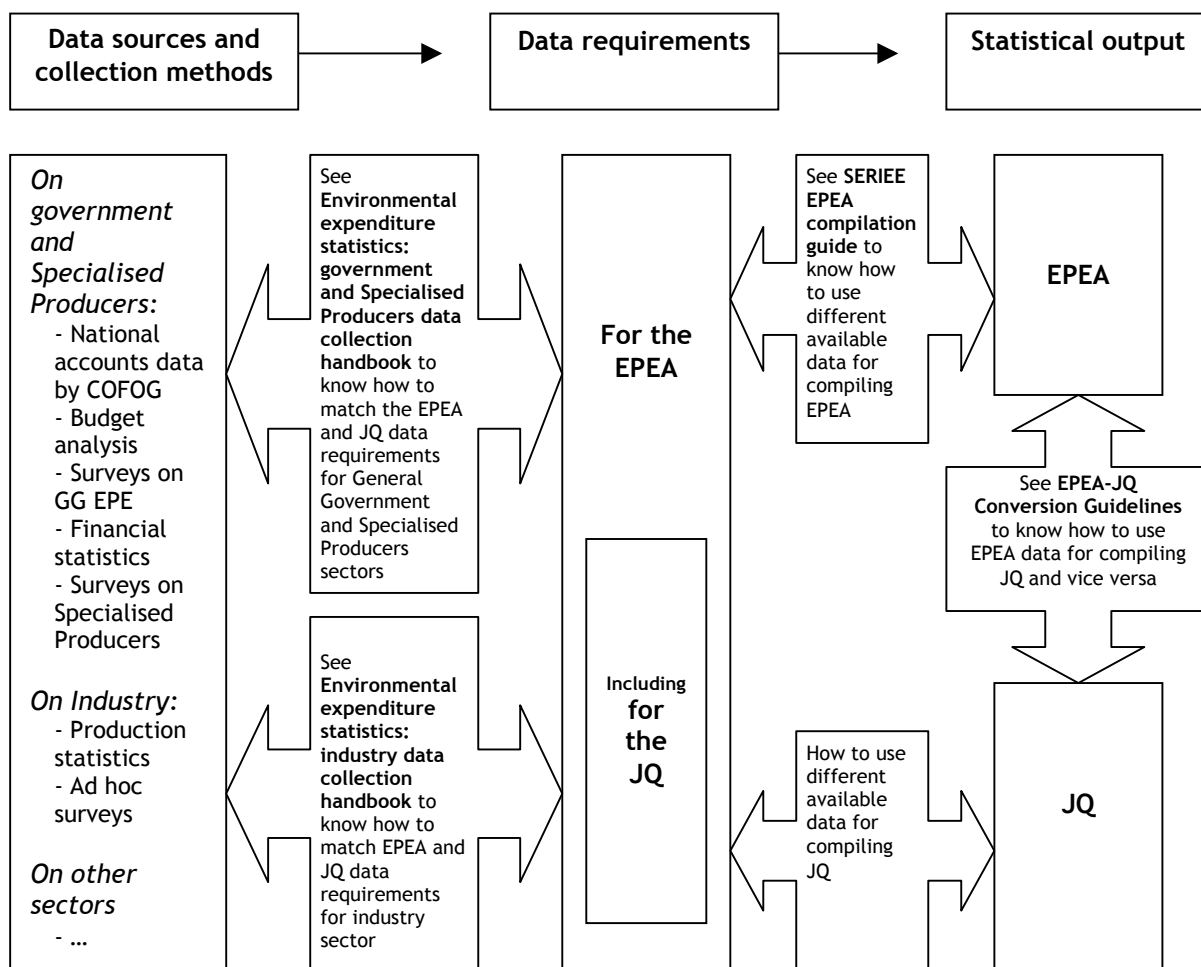 Data sources and
collection methods
Data requirements
Statistical output
On
government
and
Specialised
Producers:
- National
accounts data
by COFOG
- Budget
analysis
- Surveys on
GG EPE
- Financial
statistics
- Surveys on
Specialised
Producers
On Industry:
- Production
statistics
- Ad hoc
surveys
On other
sectors
- …
See
Environmental
expenditure
statistics:
government
and Specialised
Producers data
collection
handbook to
know how to
match the EPEA
and JQ data
requirements
for General
Government
and Specialised
Producers
sectors
See
Environmental
expenditure
statistics:
industry data
collection
handbook to
know how to
match EPEA and
JQ data
requirements
for industry
sector
For the
EPEA
Including
for
the
JQ
See SERIEE
EPEA
compilation
guide to
know how
to use
different
available
data for
compiling
EPEA
EPEA
See EPEA-JQ
Conversion Guidelines
to know how to use
EPEA data for compiling
JQ and vice versa
How to use
different
available
data for
compiling
JQ
JQ